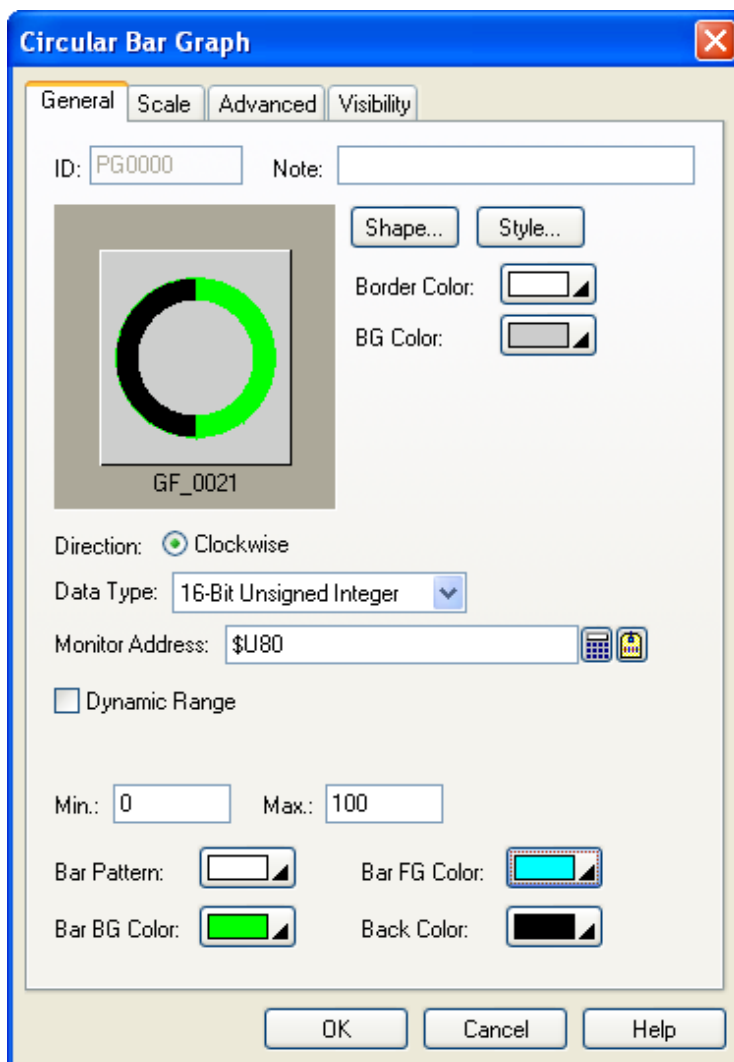 Circular Bar Graph
General Scale Advanced Visibility
ID: PG0000 Note:
Shape... Style...
Border Color:
BG Color:
GF_0021
Direction: Clockwise
Data Type: 16-Bit Unsigned Integer
Monitor Address: $U80
Dynamic Range
Min.: 0 Max.: 100
Bar Pattern: Bar FG Color:
Bar BG Color: Back Color:
OK Cancel Help